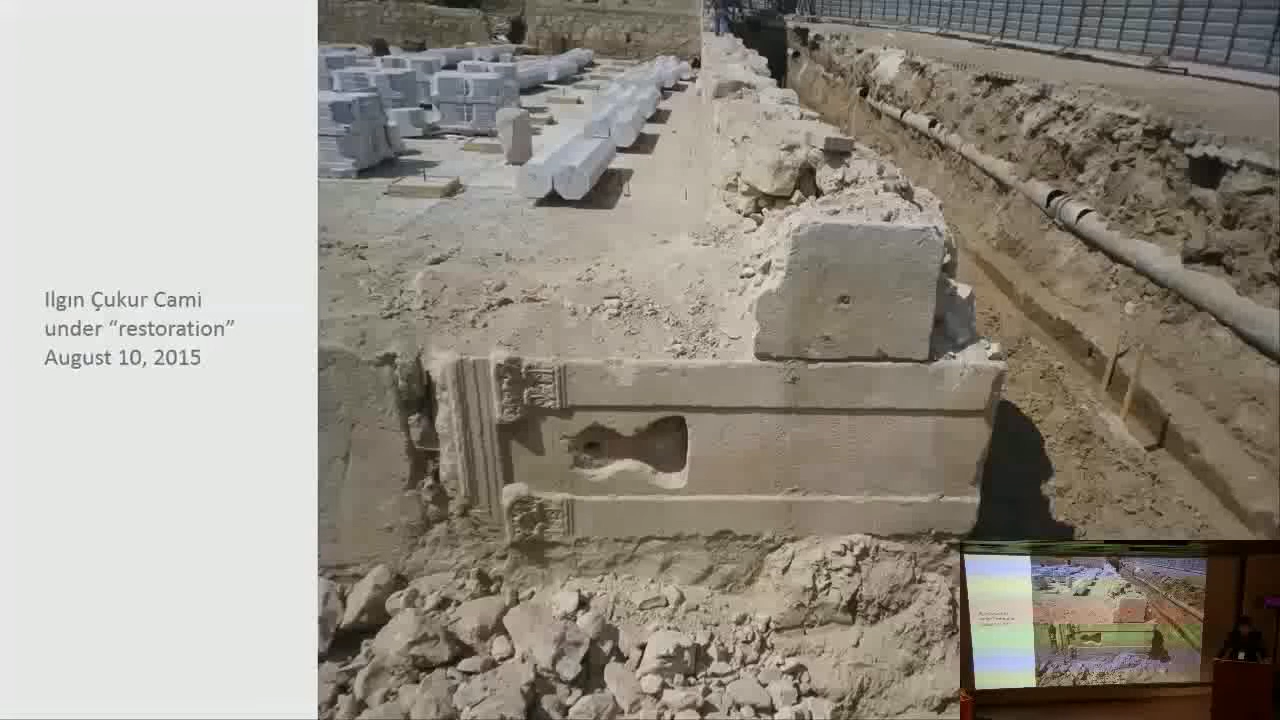 Ilgın Çukur Cami
under “restoration”
August 10, 2015